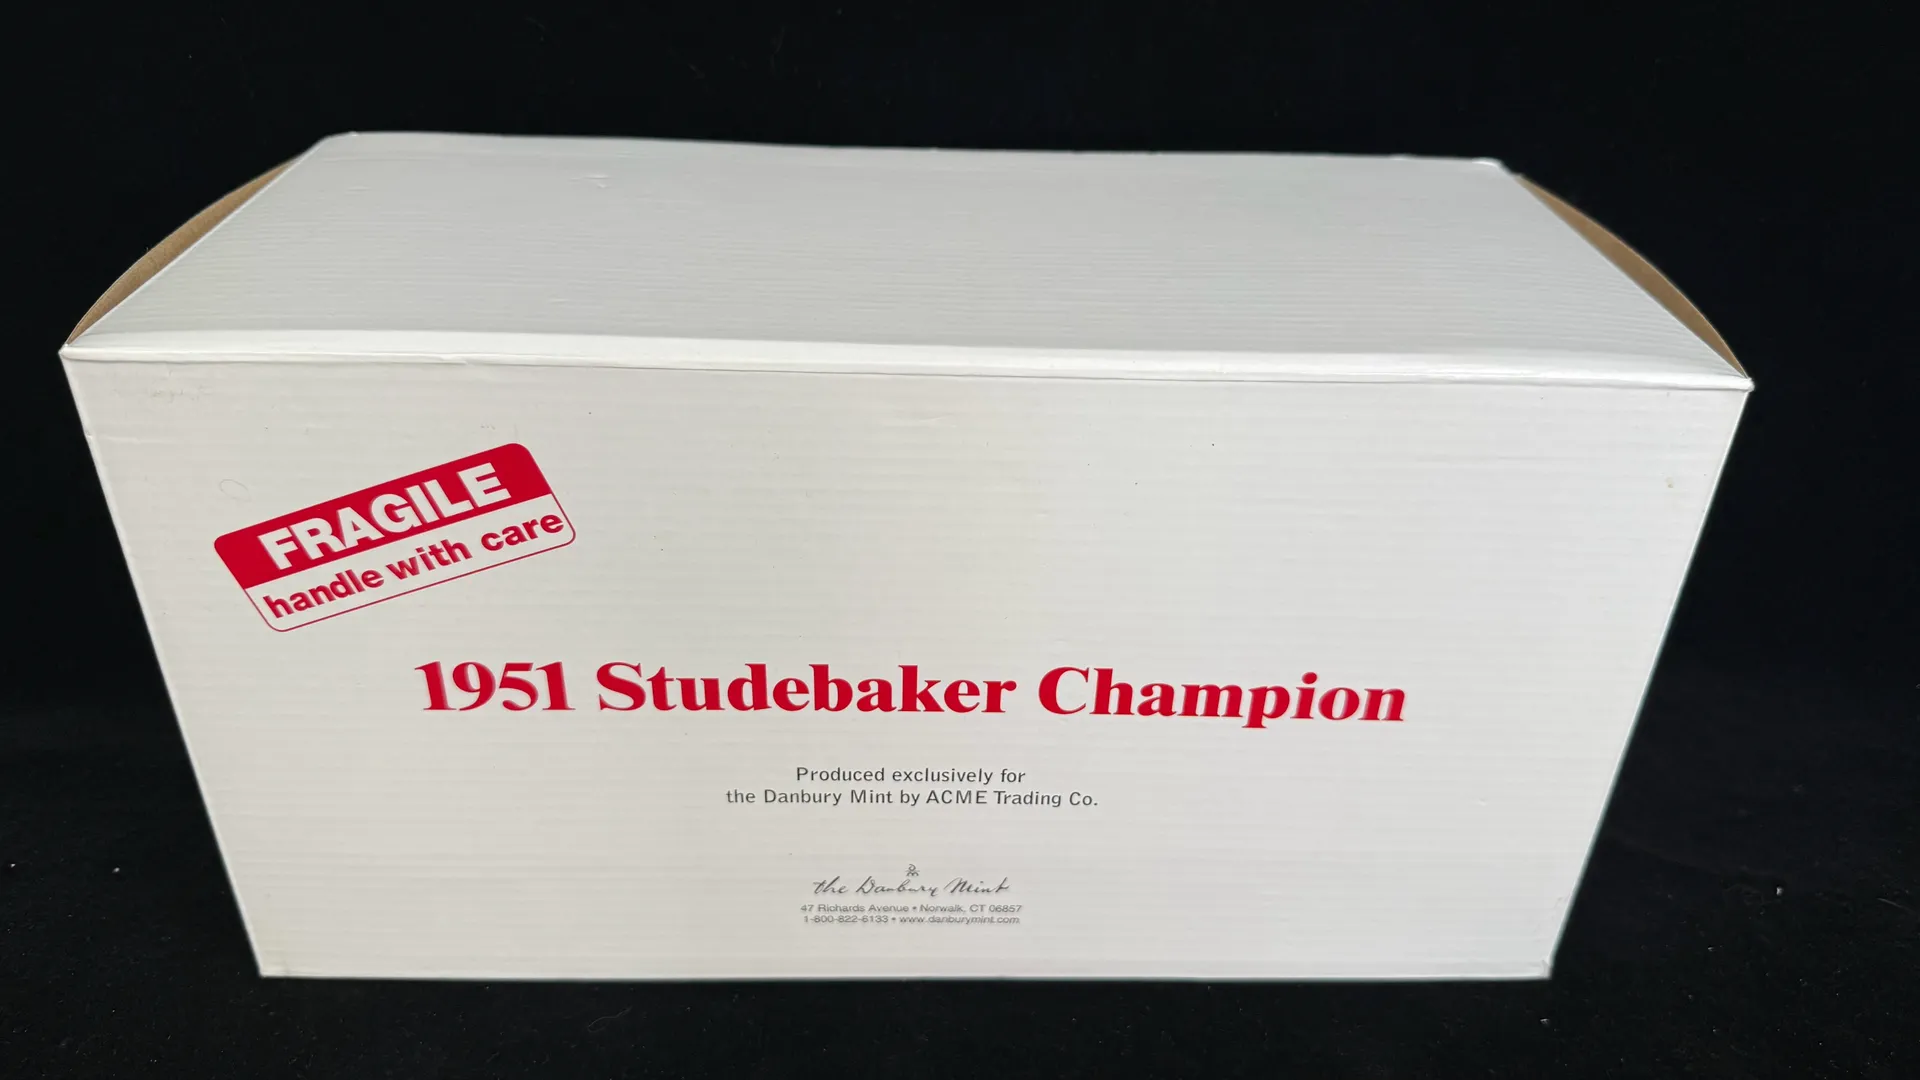 FRAGILE
handle with care
1951 Studebaker Champion
Produced exclusively for
the Danbury Mint by ACME Trading Co.
the Danbury Mint
47 Richards Avenue • Norwalk, CT 06857
1-800-822-6133 • www.danburymint.com